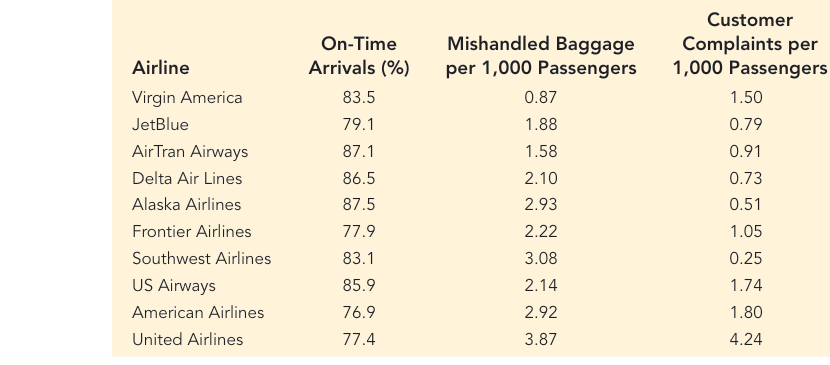 Customer
On-Time Mishandled Baggage Complaints per
Airline Arrivals (%) per 1,000 Passengers 1,000 Passengers
Virgin America 83.5 0.87 1.50
JetBlue 79.1 1.88 0.79
AirTran Airways 87.1 1.58 0.91
Delta Air Lines 86.5 2.10 0.73
Alaska Airlines 87.5 2.93 0.51
Frontier Airlines 77.9 2.22 1.05
Southwest Airlines 83.1 3.08 0.25
US Airways 85.9 2.14 1.74
American Airlines 76.9 2.92 1.80
United Airlines 77.4 3.87 4.24